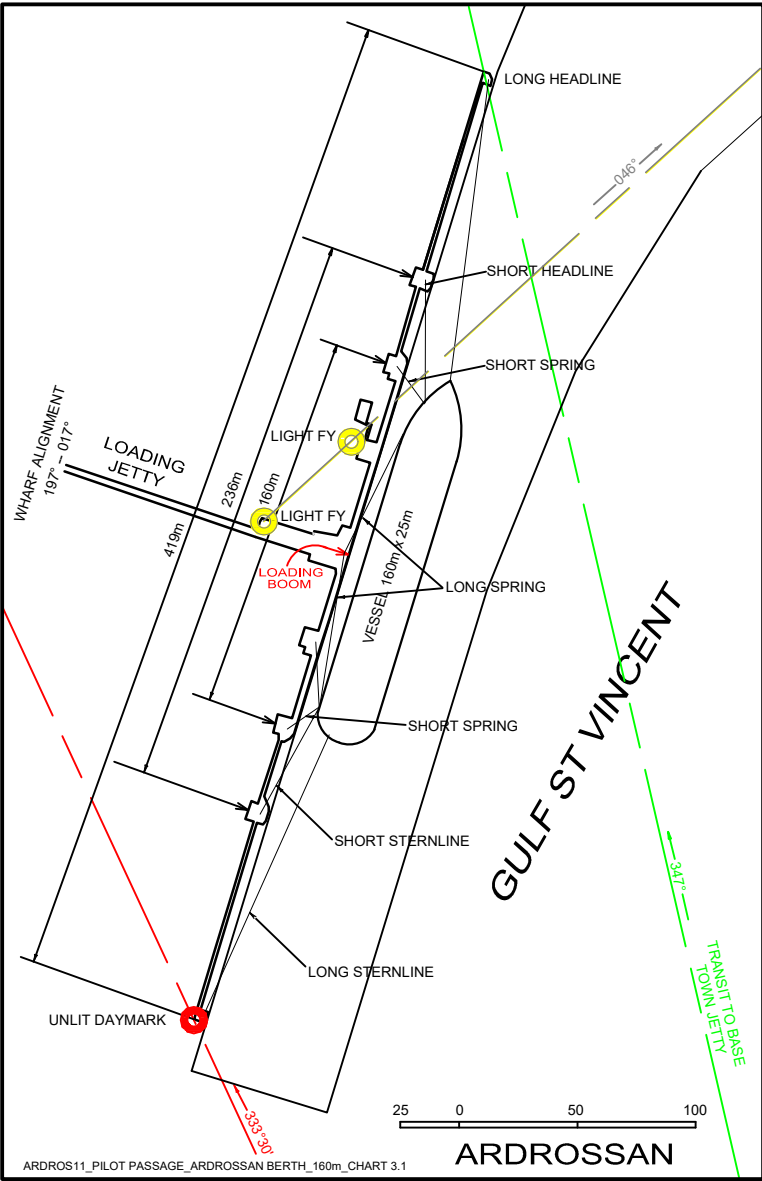 LONG HEADLINE
046°
SHORT HEADLINE
SHORT SPRING
WHARF ALIGNMENT
197° -- 017°
LOADING
JETTY
LIGHT FY
LIGHT FY
419m
236m
160m
LOADING
BOOM
VESSEL 160m x 25m
LONG SPRING
GULF ST VINCENT
SHORT SPRING
SHORT STERNLINE
347°
TRANSIT TO BASE
TOWN JETTY
LONG STERNLINE
UNLIT DAYMARK
333°30'
25 0 50 100
ARDROSSAN
ARDROS11_PILOT PASSAGE_ARDROSSAN BERTH_160m_CHART 3.1